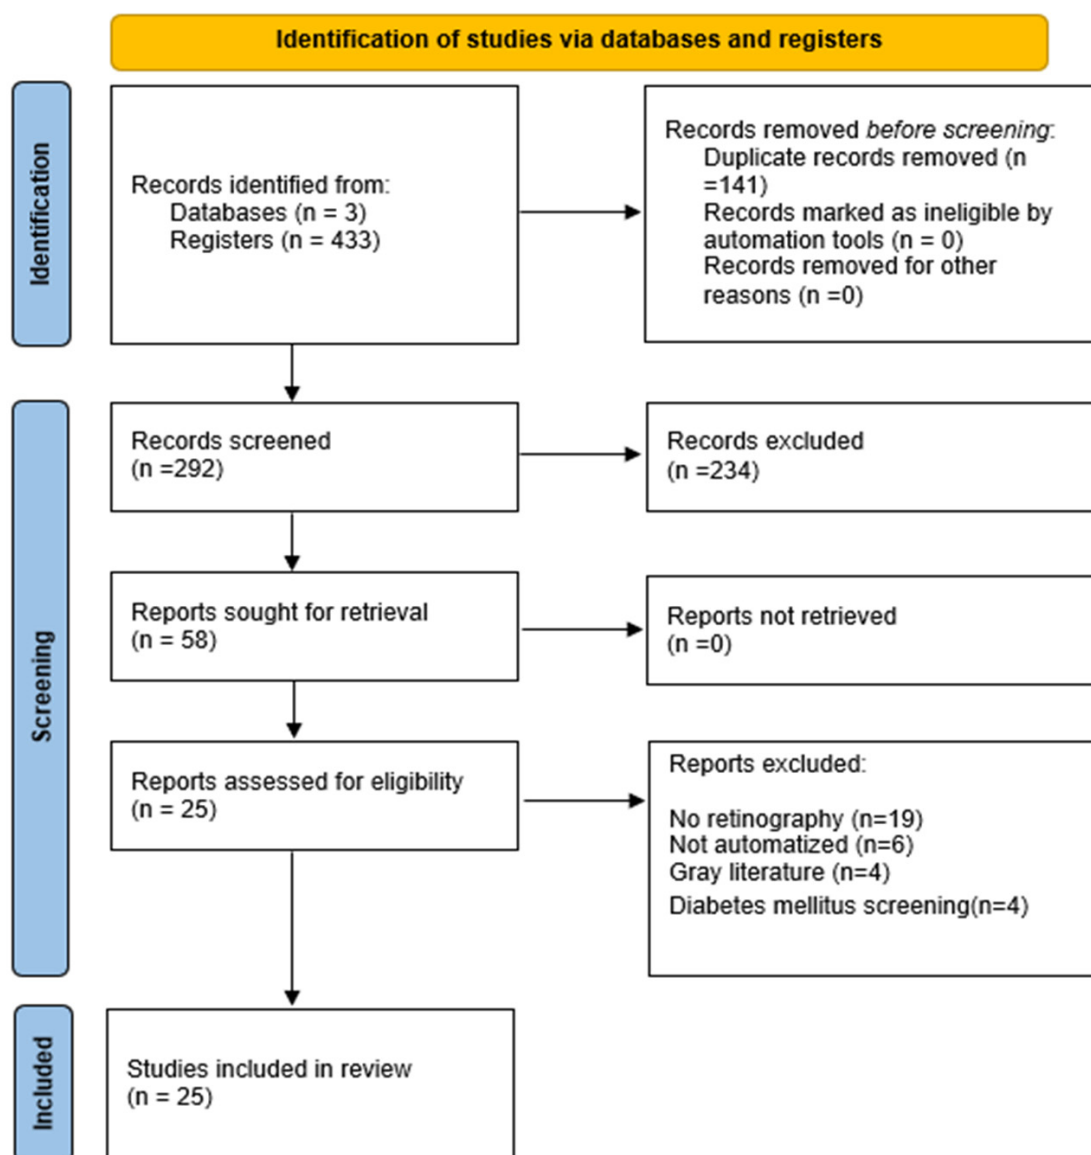 Identification of studies via databases and registers
Identification
Records identified from:
Databases (n = 3)
Registers (n = 433)
Records removed before screening:
Duplicate records removed (n
=141)
Records marked as ineligible by
automation tools (n = 0)
Records removed for other
reasons (n =0)
Screening
Records screened
(n =292)
Records excluded
(n =234)
Reports sought for retrieval
(n = 58)
Reports not retrieved
(n =0)
Reports assessed for eligibility
(n = 25)
Reports excluded:
No retinography (n=19)
Not automatized (n=6)
Gray literature (n=4)
Diabetes mellitus screening(n=4)
Included
Studies included in review
(n = 25)